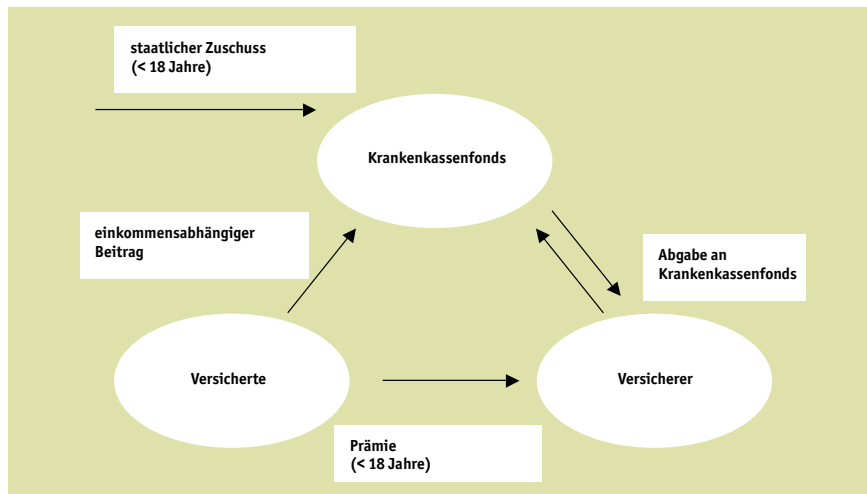 staatlicher Zuschuss
(< 18 Jahre)
Krankenkassenfonds
einkommensabhängiger
Beitrag
Abgabe an
Krankenkassenfonds
Versicherte
Versicherer
Prämie
(< 18 Jahre)